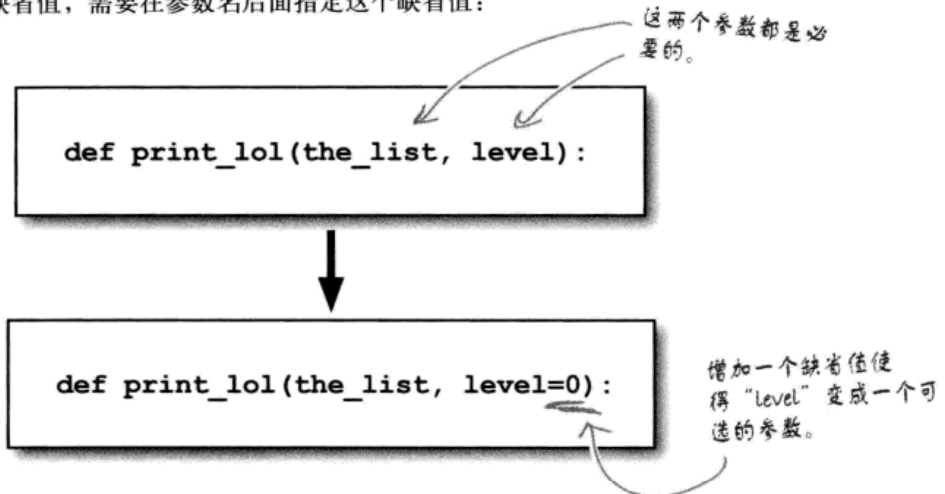 缺省值，需要在参数名后面指定这个缺省值：
这两个参数都是必
要的。
def print_lol(the_list, level):
def print_lol(the_list, level=0):
增加一个缺省值使
得“level”变成一个可
选的参数。